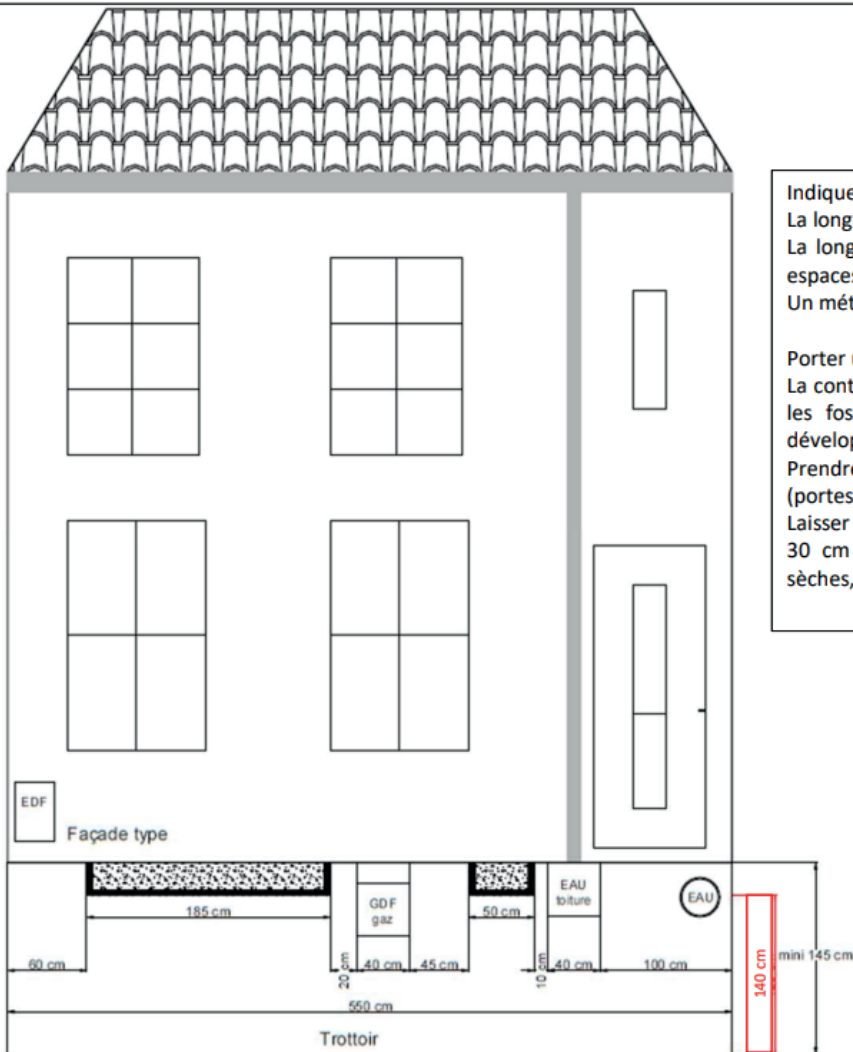 Indique
La long
La long
espaces
Un mét
Porter
La cont
les fos
dévelop
Prendre
(portes
Laisser
30 cm
sèches,
EDF
Façade type
EAU
toiture
GDF
gaz
EAU
185 cm
50 cm
60 cm
20 cm
40 cm
45 cm
10 cm
40 cm
100 cm
mini 145 cm
140 cm
550 cm
Trottoir